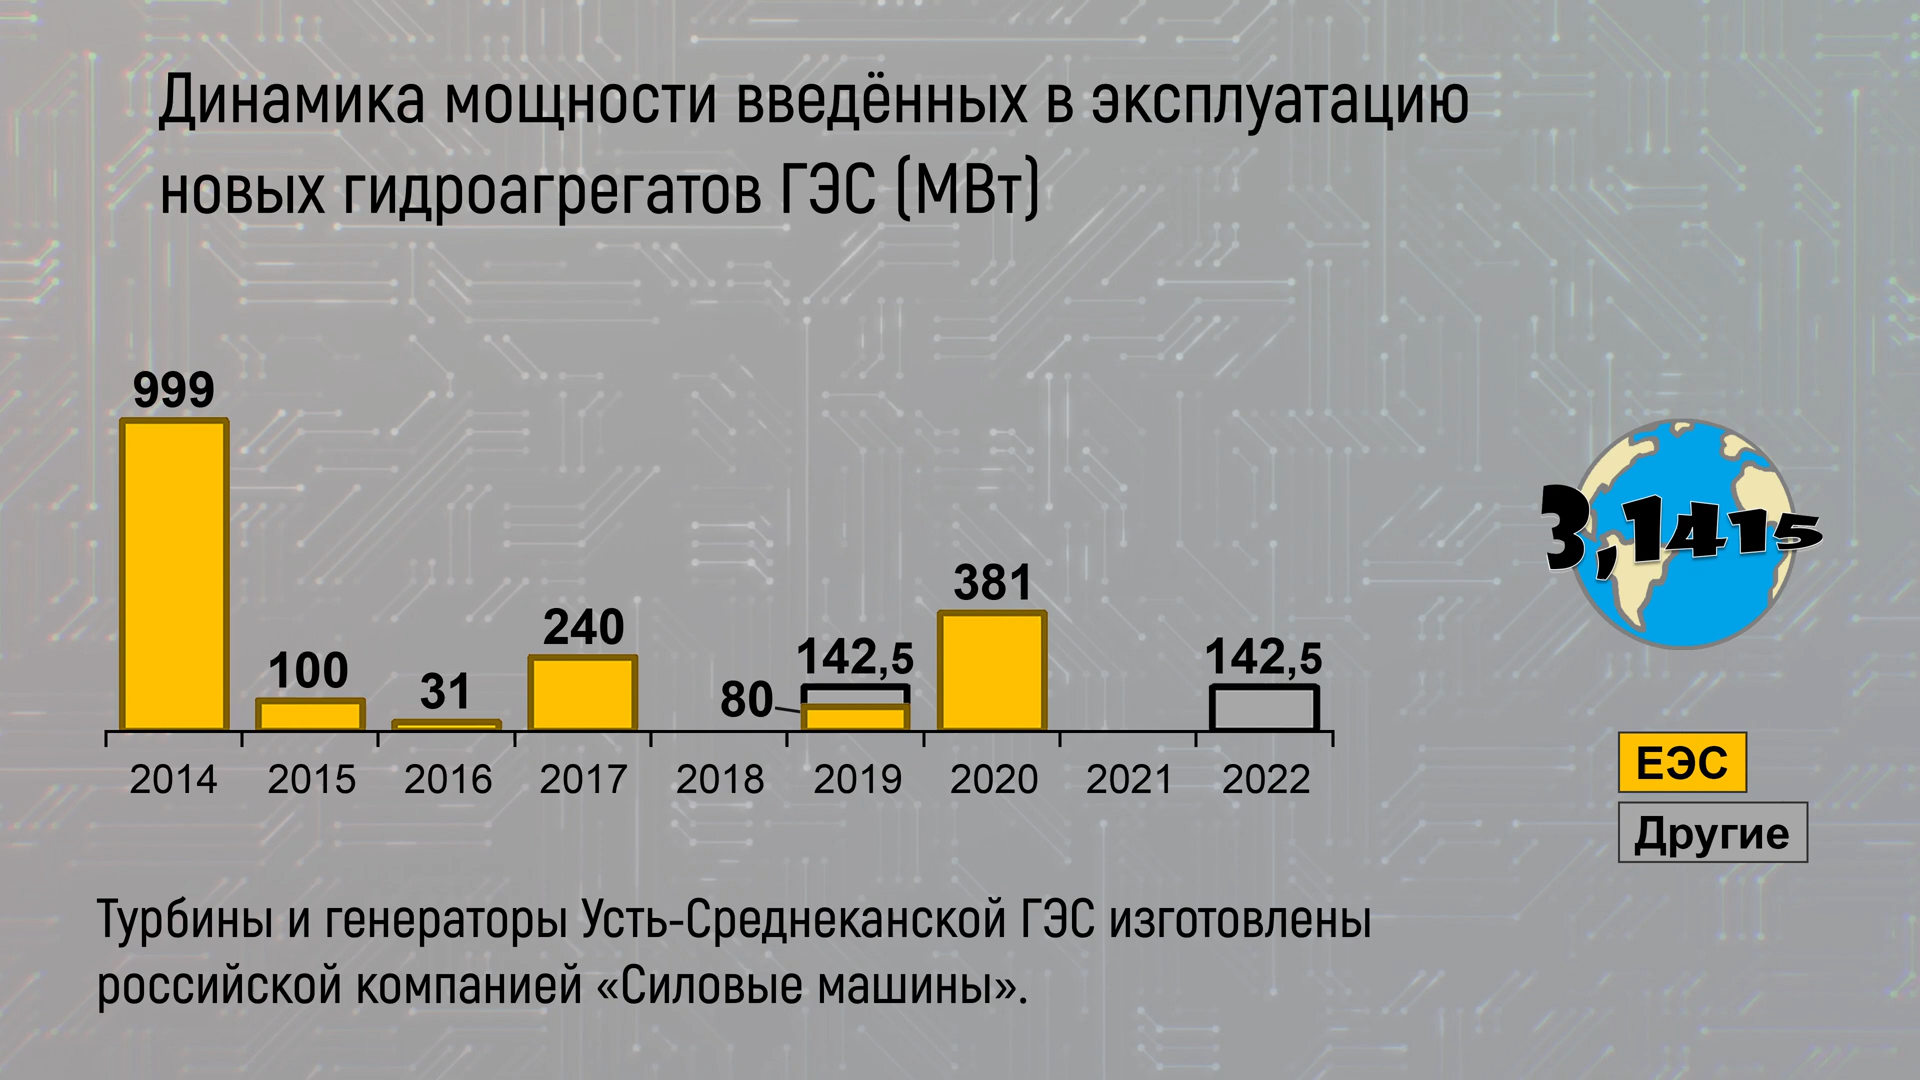 Динамика мощности введённых в эксплуатацию
новых гидроагрегатов ГЭС (МВт)
999
100
31
240
80
142,5
381
142,5
2014 2015 2016 2017 2018 2019 2020 2021 2022
3,1415
ЕЭС
Другие
Турбины и генераторы Усть-Среднеканской ГЭС изготовлены
российской компанией «Силовые машины».